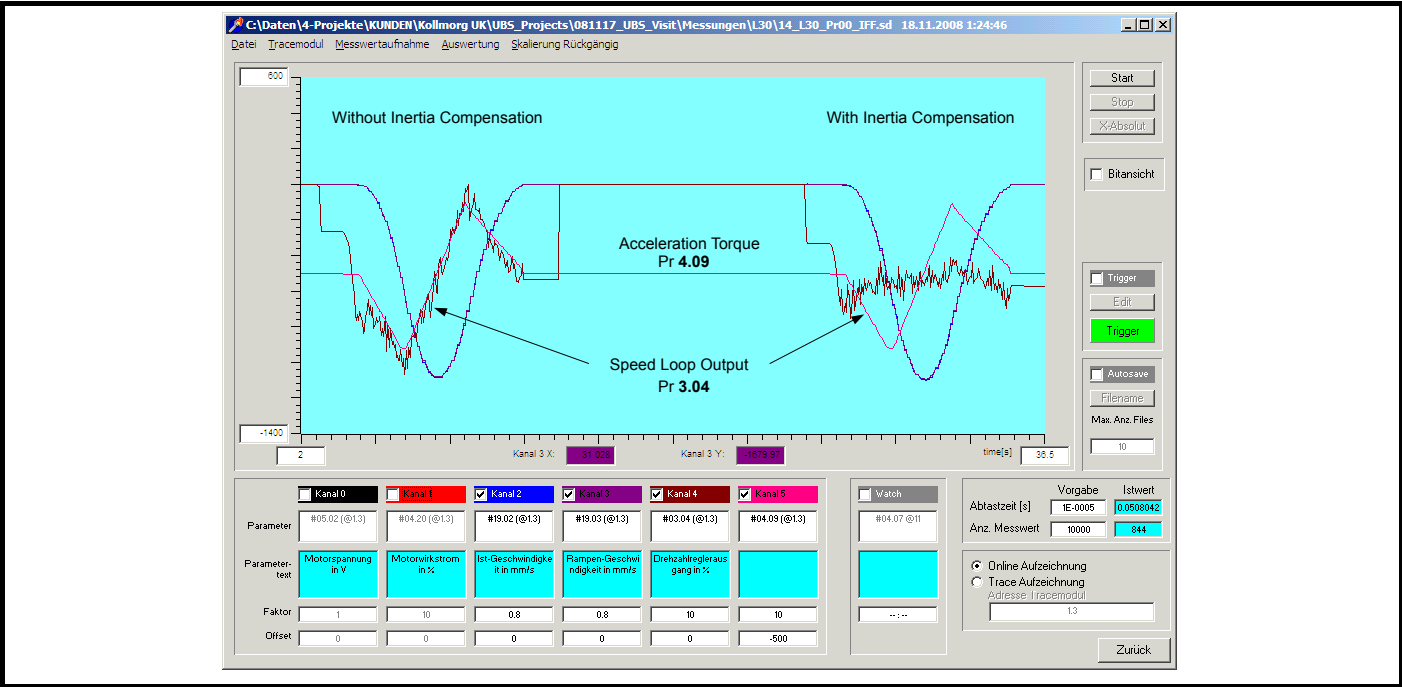 C:\Daten\4-Projekte\KUNDEN\Kollmorg UK\UBS_Projects\081117_UBS_Visit\Messungen\L30\14_L30_Pr00_IFF.sd 18.11.2008 1:24:46
Datei Tracemodul Messwertaufnahme Auswertung Skalierung Rückgängig
600
Without Inertia Compensation
With Inertia Compensation
Acceleration Torque
Pr 4.09
Speed Loop Output
Pr 3.04
-1400
2
Kanal 3 X: 31.028
Kanal 3 Y: -1679.97
time[s]
36.5
Start
Stop
X-Absolut
Bitansicht
Trigger
Edit
Trigger
Autosave
Filename
Max. Anz. Files
10
Kanal 0 Kanal 1 Kanal 2 Kanal 3 Kanal 4 Kanal 5 Watch
Parameter #05.02 (@1.3) #04.20 (@1.3) #19.02 (@1.3) #19.03 (@1.3) #03.04 (@1.3) #04.09 (@1.3) #04.07 @11
Parameter- Motorspannung Motorwirkstrom Ist-Geschwindigke Rampen-Geschwi Drehzahlregleraus
text in V in % it in mm/s ndigkeit in mm/s gang in %
Faktor 1 10 0.8 0.8 10 10 -- : --
Offset 0 0 0 0 0 -500
Vorgabe Istwert
Abtastzeit [s] 1E-0005 0.0508042
Anz. Messwert 10000 844
Online Aufzeichnung
Trace Aufzeichnung
Adresse Tracemodul
1.3
Zurück